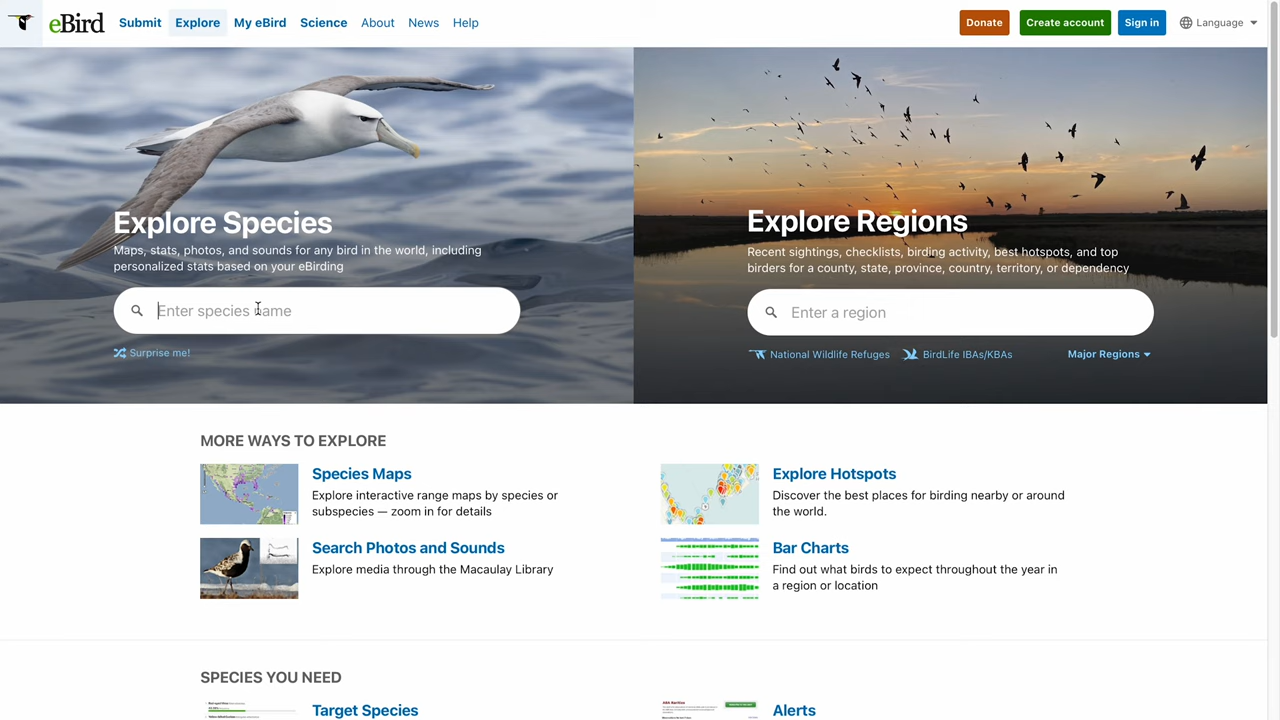 eBird
Submit
Explore
My eBird
Science
About
News
Help
Donate
Create account
Sign in
Language
Explore Species
Maps, stats, photos, and sounds for any bird in the world, including
personalized stats based on your eBirding
Enter species name
Surprise me!
Explore Regions
Recent sightings, checklists, birding activity, best hotspots, and top
birders for a county, state, province, country, territory, or dependency
Enter a region
National Wildlife Refuges
BirdLife IBAs/KBAs
Major Regions
MORE WAYS TO EXPLORE
Species Maps
Explore interactive range maps by species or
subspecies — zoom in for details
Explore Hotspots
Discover the best places for birding nearby or around
the world.
Search Photos and Sounds
Explore media through the Macaulay Library
Bar Charts
Find out what birds to expect throughout the year in
a region or location
SPECIES YOU NEED
Target Species
Alerts